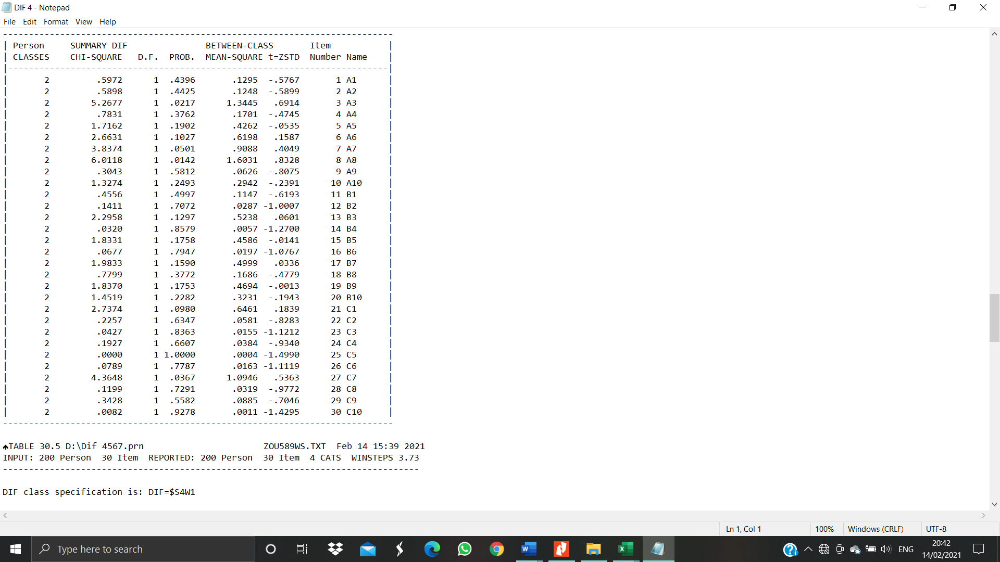 DIF 4 - Notepad
File Edit Format View Help
--------------------------------------------------------------------------
| Person SUMMARY DIF BETWEEN-CLASS Item |
| CLASSES CHI-SQUARE D.F. PROB. MEAN-SQUARE t=ZSTD Number Name |
|-------------------------------------------------------------------------|
| 2 .5972 1 .4396 .1295 -.5767 1 A1 |
| 2 .5898 1 .4425 .1248 -.5899 2 A2 |
| 2 5.2677 1 .0217 1.3445 .6914 3 A3 |
| 2 .7831 1 .3762 .1701 -.4745 4 A4 |
| 2 1.7162 1 .1902 .4262 -.0535 5 A5 |
| 2 2.6631 1 .1027 .6198 .1587 6 A6 |
| 2 3.8374 1 .0501 .9088 .4049 7 A7 |
| 2 6.0118 1 .0142 1.6031 .8328 8 A8 |
| 2 .3043 1 .5812 .0626 -.8075 9 A9 |
| 2 1.3274 1 .2493 .2942 -.2391 10 A10 |
| 2 .4556 1 .4997 .1147 -.6193 11 B1 |
| 2 .1411 1 .7072 .0287 -1.0007 12 B2 |
| 2 2.2958 1 .1297 .5238 .0601 13 B3 |
| 2 .0320 1 .8579 .0057 -1.2700 14 B4 |
| 2 1.8331 1 .1758 .4586 -.0141 15 B5 |
| 2 .0677 1 .7947 .0197 -1.0767 16 B6 |
| 2 1.9833 1 .1590 .4999 .0336 17 B7 |
| 2 .7799 1 .3772 .1686 -.4779 18 B8 |
| 2 1.8370 1 .1753 .4694 -.0013 19 B9 |
| 2 1.4519 1 .2282 .3231 -.1943 20 B10 |
| 2 2.7374 1 .0980 .6461 .1839 21 C1 |
| 2 .2257 1 .6347 .0581 -.8283 22 C2 |
| 2 .0427 1 .8363 .0155 -1.1212 23 C3 |
| 2 .1927 1 .6607 .0384 -.9340 24 C4 |
| 2 .0000 1 1.0000 .0004 -1.4990 25 C5 |
| 2 .0789 1 .7787 .0163 -1.1119 26 C6 |
| 2 4.3648 1 .0367 1.0946 .5363 27 C7 |
| 2 .1199 1 .7291 .0319 -.9772 28 C8 |
| 2 .3428 1 .5582 .0885 -.7046 29 C9 |
| 2 .0082 1 .9278 .0011 -1.4295 30 C10 |
--------------------------------------------------------------------------
TABLE 30.5 D:\Dif 4567.prn ZOU589WS.TXT Feb 14 15:39 2021
INPUT: 200 Person 30 Item REPORTED: 200 Person 30 Item 4 CATS WINSTEPS 3.73
--------------------------------------------------------------------------------
DIF class specification is: DIF=$S4W1
Ln 1, Col 1 100% Windows (CRLF) UTF-8
Type here to search
ENG
20:42
14/02/2021